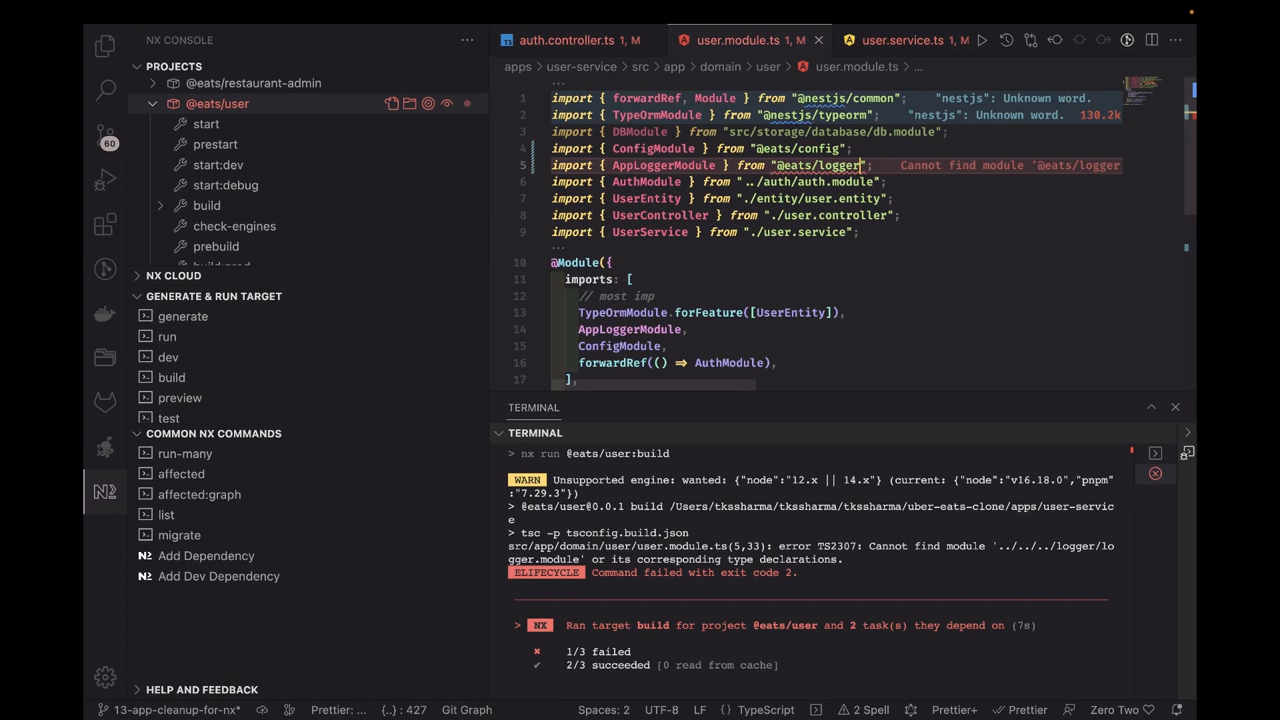 NX CONSOLE
PROJECTS
@eats/restaurant-admin
@eats/user
start
prestart
start:dev
start:debug
build
check-engines
prebuild
NX CLOUD
GENERATE & RUN TARGET
generate
run
dev
build
preview
test
COMMON NX COMMANDS
run-many
affected
affected:graph
list
migrate
Add Dependency
Add Dev Dependency
HELP AND FEEDBACK
60
auth.controller.ts 1, M
user.module.ts 1, M
user.service.ts 1, M
apps > user-service > src > app > domain > user > user.module.ts > ...
1 import { forwardRef, Module } from "@nestjs/common"; "nestjs": Unknown word.
2 import { TypeOrmModule } from "@nestjs/typeorm"; "nestjs": Unknown word. 130.2k
3 import { DBModule } from "src/storage/database/db.module";
4 import { ConfigModule } from "@eats/config";
5 import { AppLoggerModule } from "@eats/logger"; Cannot find module '@eats/logger
6 import { AuthModule } from "../auth/auth.module";
7 import { UserEntity } from "./entity/user.entity";
8 import { UserController } from "./user.controller";
9 import { UserService } from "./user.service";
10 @Module({
11 imports: [
12 // most imp
13 TypeOrmModule.forFeature([UserEntity]),
14 AppLoggerModule,
15 ConfigModule,
16 forwardRef(() => AuthModule),
17 ],
TERMINAL
TERMINAL
> nx run @eats/user:build
WARN Unsupported engine: wanted: {"node":"12.x || 14.x"} (current: {"node":"v16.18.0","pnpm"
:"7.29.3"})
> @eats/user@0.0.1 build /Users/tkssharma/tkssharma/uber-eats-clone/apps/user-servic
e
> tsc -p tsconfig.build.json
src/app/domain/user/user.module.ts(5,33): error TS2307: Cannot find module '../../../logger/lo
gger.module' or its corresponding type declarations.
ELIFECYCLE Command failed with exit code 2.
> NX Ran target build for project @eats/user and 2 task(s) they depend on (7s)
✖ 1/3 failed
✔ 2/3 succeeded [0 read from cache]
13-app-cleanup-for-nx* Prettier: ... {..} : 427 Git Graph Spaces: 2 UTF-8 LF {} TypeScript 2 Spell Prettier+ Prettier Zero Two